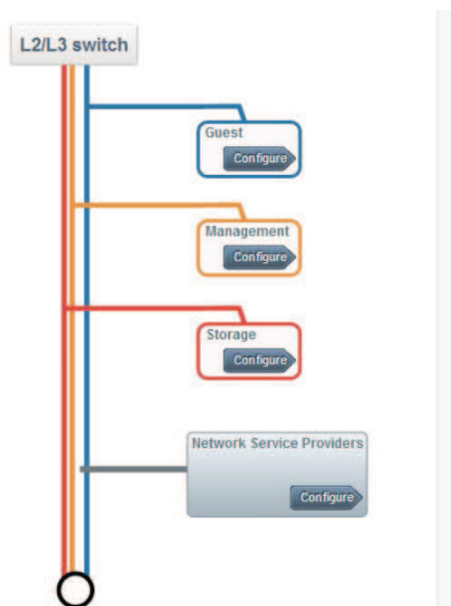 L2/L3 switch
Guest
Configure
Management
Configure
Storage
Configure
Network Service Providers
Configure